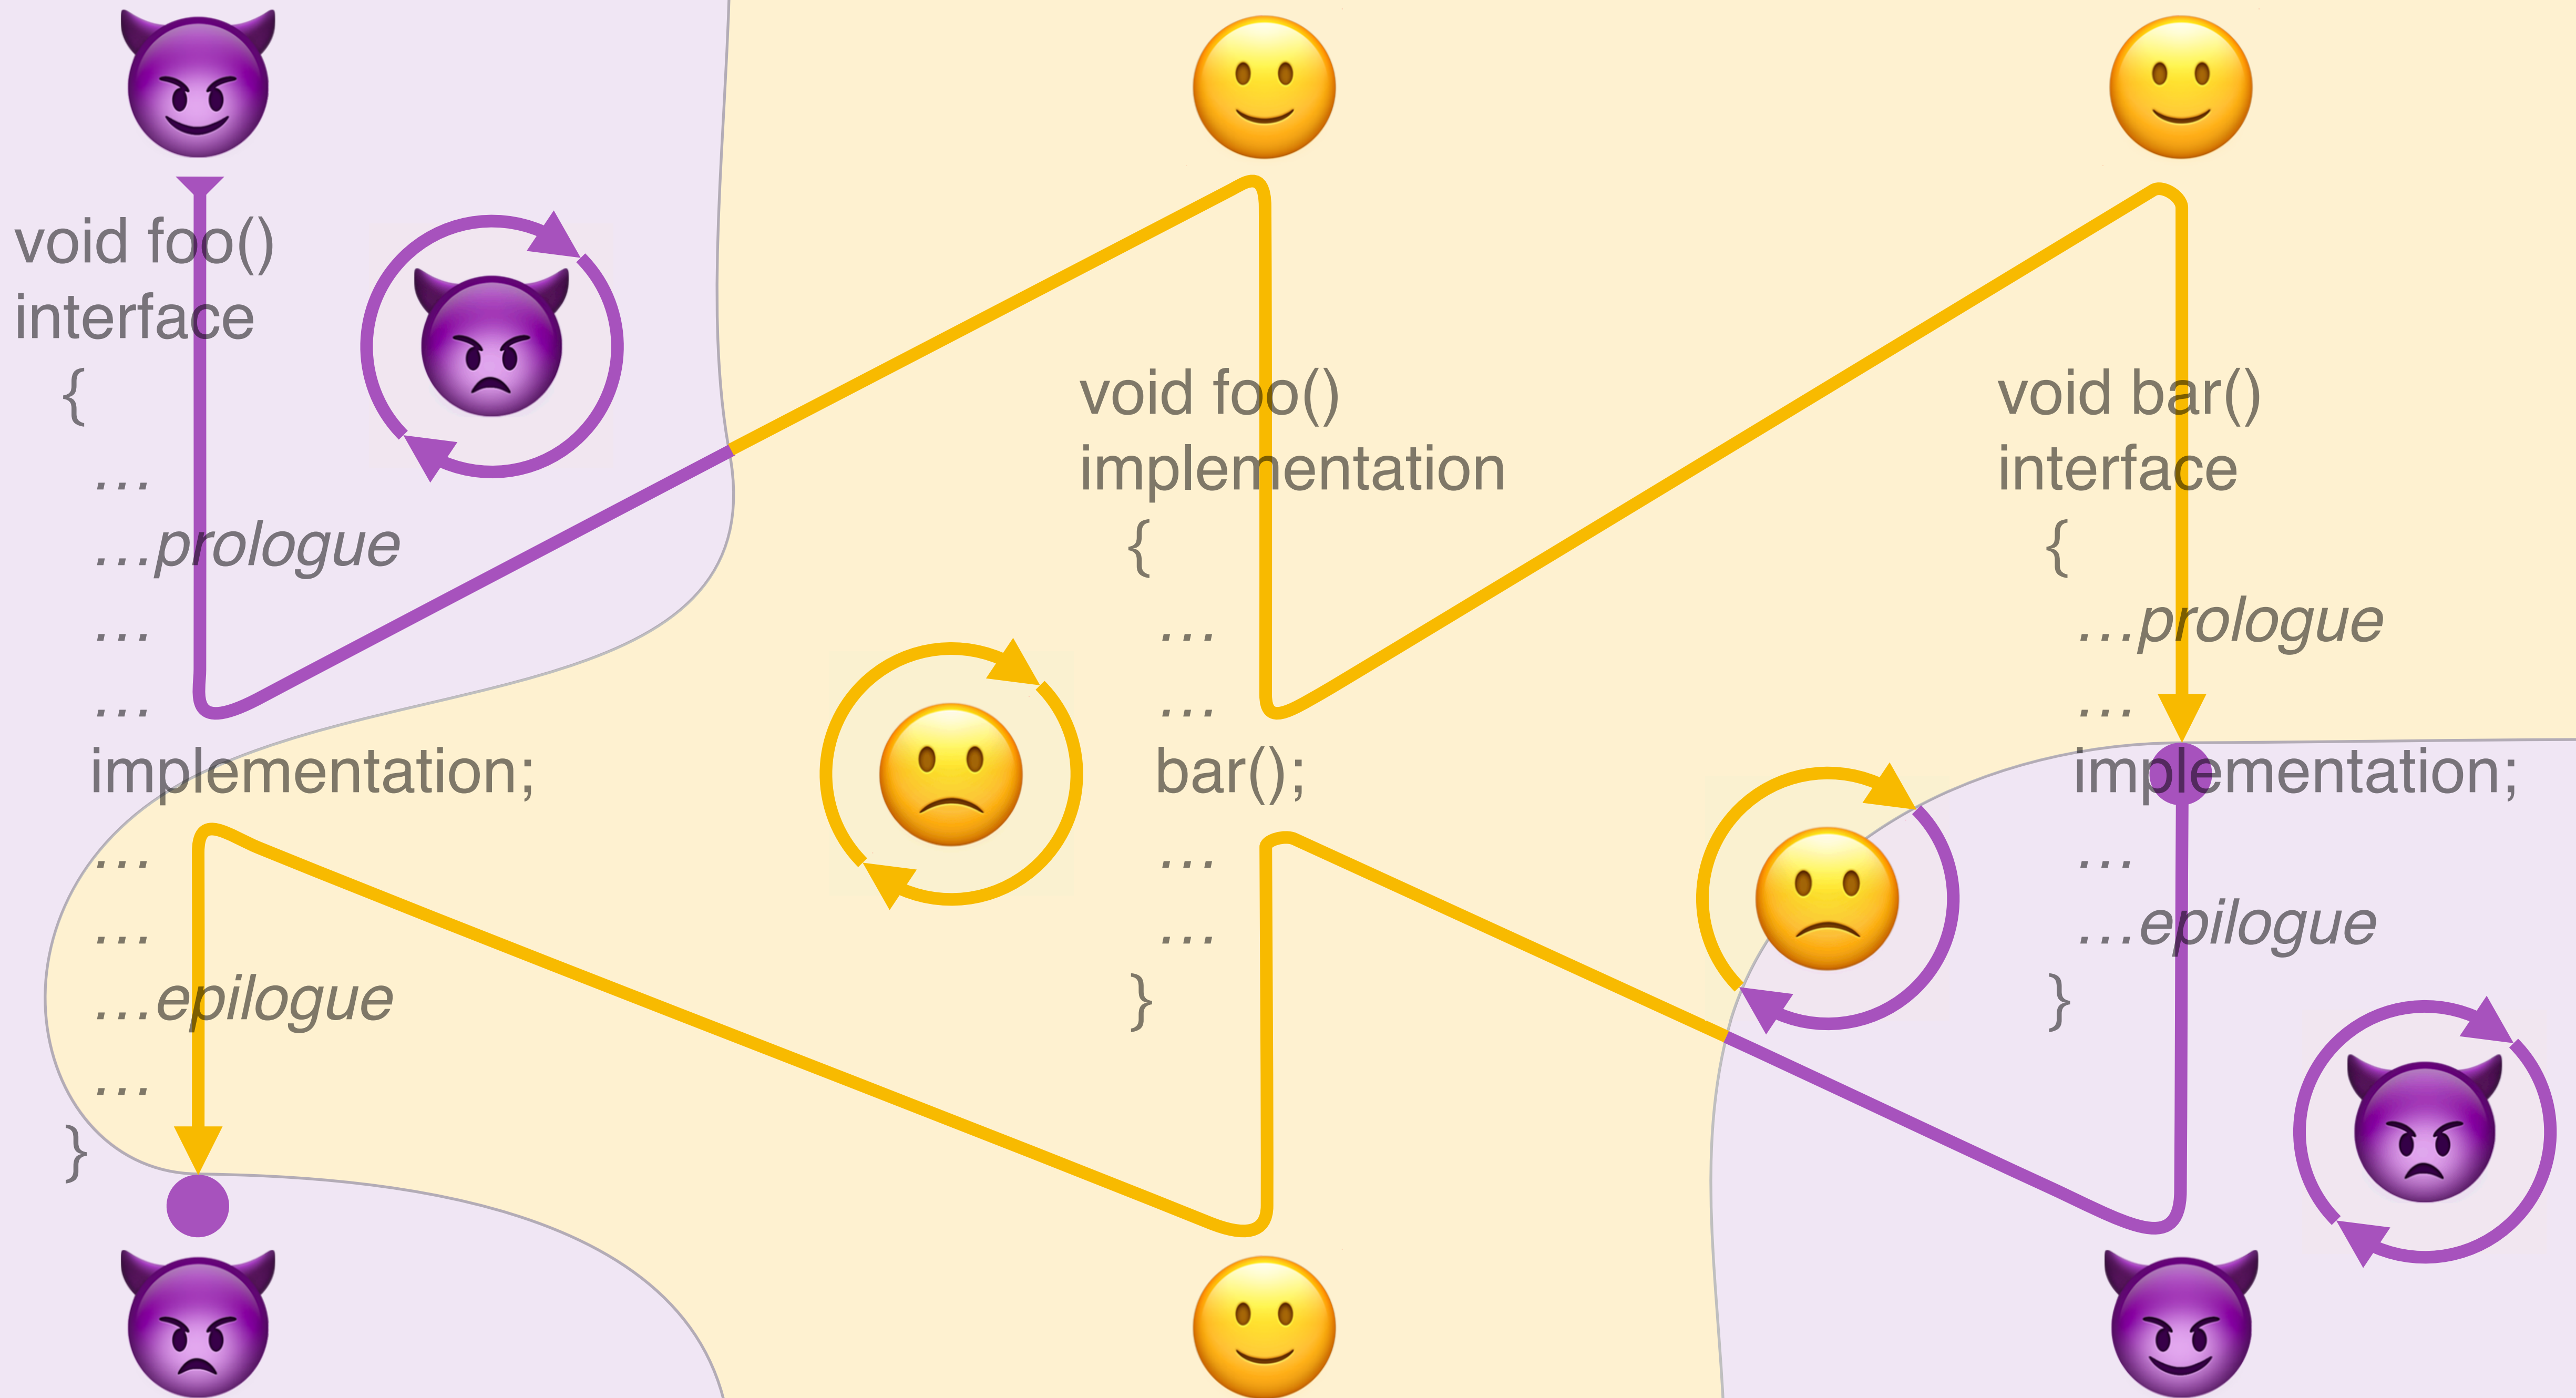 void foo()
interface
{
…
…prologue
…
…
implementation;
…
…
…epilogue
…
}
void foo()
implementation
{
…
…
bar();
…
…
}
void bar()
interface
{
…prologue
…
implementation;
…
…epilogue
}